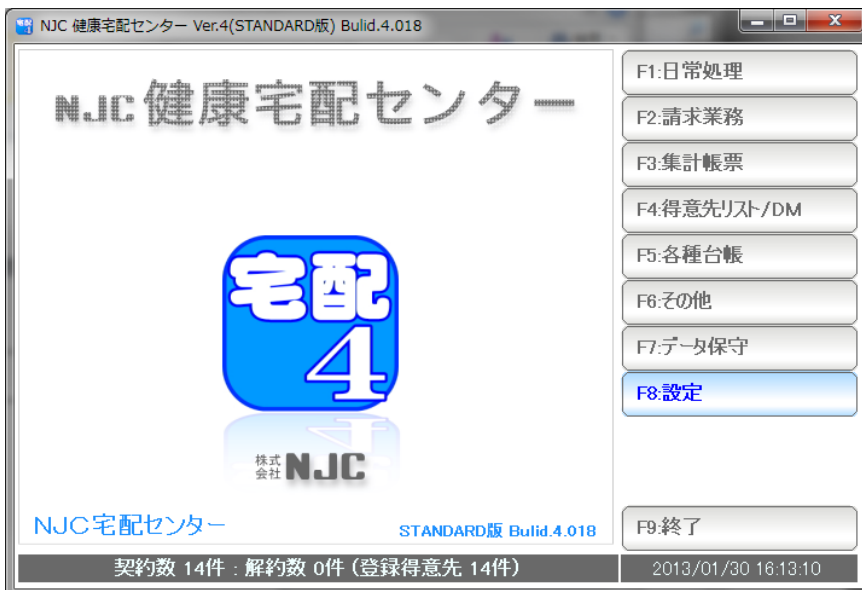 NJC 健康宅配センター Ver.4(STANDARD版) Bulid.4.018
NJC 健康宅配センター
宅配
4
株式
会社 NJC
NJC宅配センター
STANDARD版 Bulid.4.018
F1:日常処理
F2:請求業務
F3:集計帳票
F4:得意先リスト/DM
F5:各種台帳
F6:その他
F7:データ保守
F8:設定
F9:終了
契約数 14件 : 解約数 0件 (登録得意先 14件)
2013/01/30 16:13:10